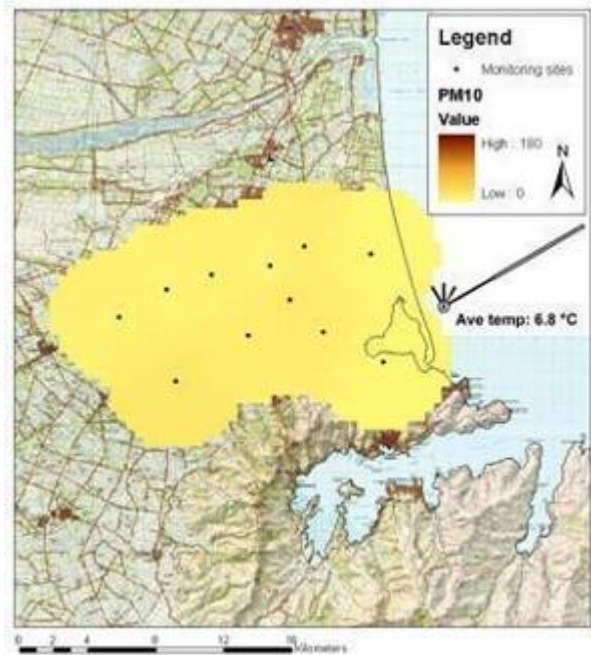 Legend
Monitoring sites
PM10
Value
High : 180
Low : 0
N
Ave temp: 6.8 °C
0 2 4 8 12 16
Kilometers